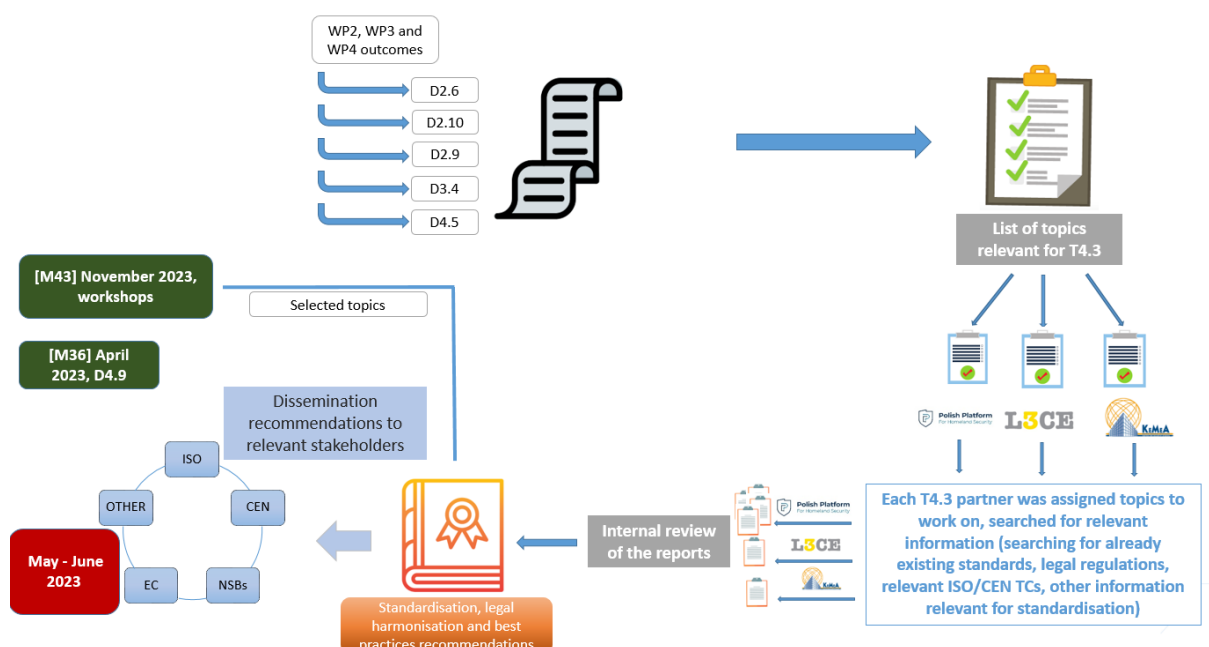 WP2, WP3 and
WP4 outcomes
D2.6
D2.10
D2.9
D3.4
D4.5
List of topics
relevant for T4.3
[M43] November 2023,
workshops
Selected topics
[M36] April
2023, D4.9
Dissemination
recommendations to
relevant stakeholders
ISO
OTHER
CEN
EC
NSBs
May - June
2023
Polish Platform
For Homeland Security
L3CE
KEMEA
Each T4.3 partner was assigned topics to
work on, searched for relevant
information (searching for already
existing standards, legal regulations,
relevant ISO/CEN TCs, other information
relevant for standardisation)
Polish Platform
For Homeland Security
L3CE
KEMEA
Internal review
of the reports
Standardisation, legal
harmonisation and best
practices recommendations